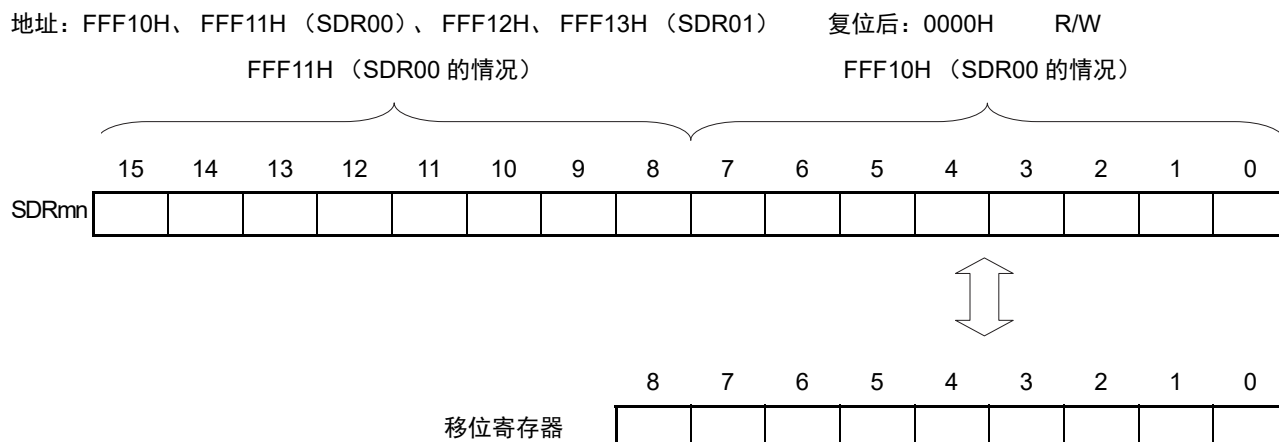 地址：FFF10H、 FFF11H （SDR00）、 FFF12H、 FFF13H （SDR01） 复位后：0000H R/W
FFF11H （SDR00 的情况） FFF10H （SDR00 的情况）
15 14 13 12 11 10 9 8 7 6 5 4 3 2 1 0
SDRmn
8 7 6 5 4 3 2 1 0
移位寄存器